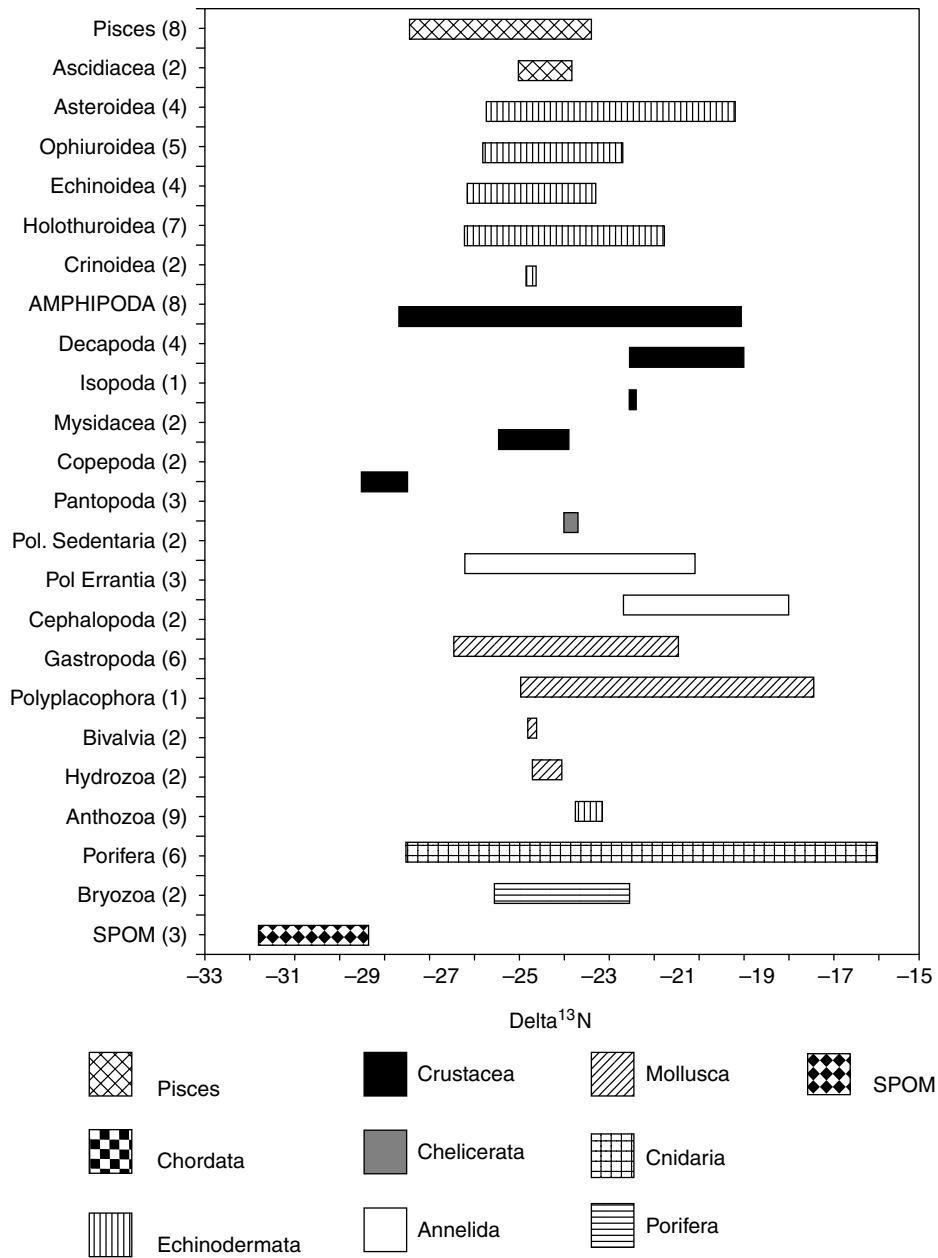 Pisces (8)
Ascidiacea (2)
Asteroidea (4)
Ophiuroidea (5)
Echinoidea (4)
Holothuroidea (7)
Crinoidea (2)
AMPHIPODA (8)
Decapoda (4)
Isopoda (1)
Mysidacea (2)
Copepoda (2)
Pantopoda (3)
Pol. Sedentaria (2)
Pol Errantia (3)
Cephalopoda (2)
Gastropoda (6)
Polyplacophora (1)
Bivalvia (2)
Hydrozoa (2)
Anthozoa (9)
Porifera (6)
Bryozoa (2)
SPOM (3)
–33 –31 –29 –27 –25 –23 –21 –19 –17 –15
Delta¹³N
Pisces Crustacea Mollusca SPOM
Chordata Chelicerata Cnidaria
Echinodermata Annelida Porifera